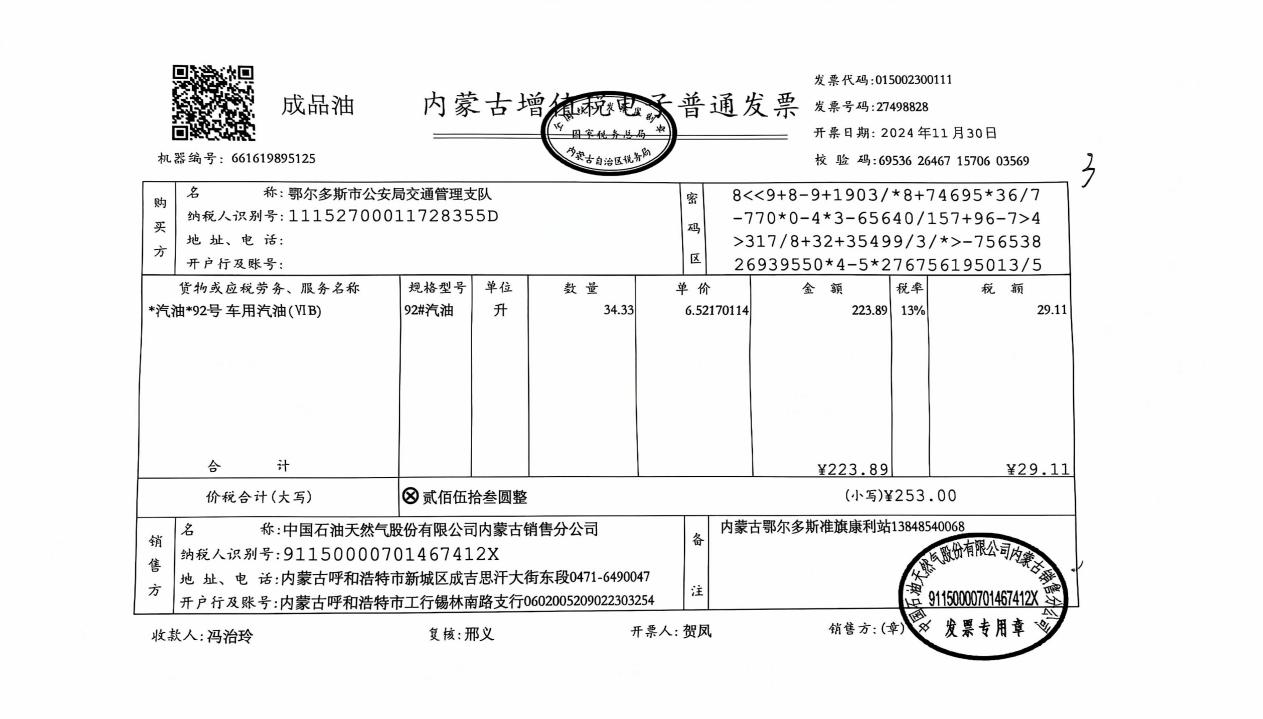 成品油
内蒙古增值税电子普通发票
全国统一发票监制章
国家税务总局
内蒙古自治区税务局
发票代码:015002300111
发票号码:27498828
开票日期: 2024年11月30日
校 验 码:69536 26467 15706 03569
机器编号: 661619895125
3
购买方
名 称: 鄂尔多斯市公安局交通管理支队
纳税人识别号: 11152700011728355D
地 址、电 话:
开户行及账号:
密码区
8<<9+8-9+1903/*8+74695*36/7
-770*0-4*3-65640/157+96-7>4
>317/8+32+35499/3/*>-756538
26939550*4-5*276756195013/5
货物或应税劳务、服务名称 规格型号 单位 数 量 单 价 金 额 税率 税 额
*汽油*92号 车用汽油(ⅥB) 92#汽油 升 34.33 6.52170114 223.89 13% 29.11
合 计 ¥223.89 ¥29.11
价税合计(大写) ⊗贰佰伍拾叁圆整 (小写)¥253.00
销售方
名 称: 中国石油天然气股份有限公司内蒙古销售分公司
纳税人识别号: 91150000701467412X
地 址、电 话: 内蒙古呼和浩特市新城区成吉思汗大街东段0471-6490047
开户行及账号: 内蒙古呼和浩特市工行锡林南路支行0602005209022303254
备注
内蒙古鄂尔多斯准旗康利站13848540068
中国石油天然气股份有限公司内蒙古销售分公司
91150000701467412X
发票专用章
收款人: 冯治玲 复核: 邢义 开票人: 贺凤 销售方: (章)